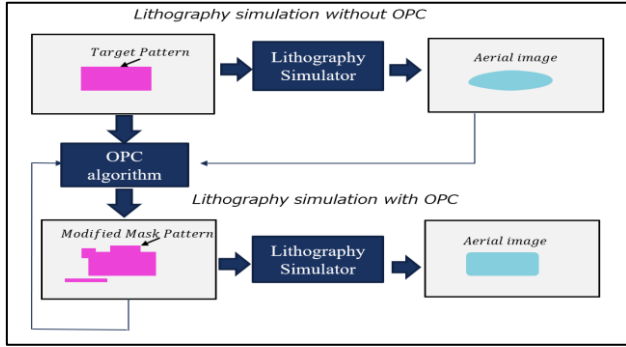 Lithography simulation without OPC
Target Pattern
Lithography
Simulator
Aerial image
OPC
algorithm
Lithography simulation with OPC
Modified Mask Pattern
Lithography
Simulator
Aerial image